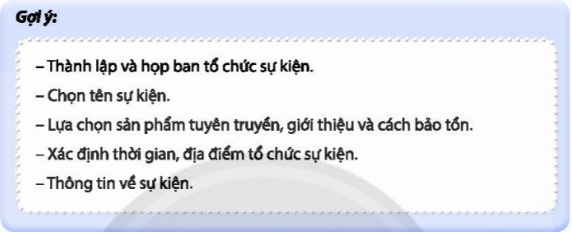 Gợi ý:
– Thành lập và họp ban tổ chức sự kiện.
– Chọn tên sự kiện.
– Lựa chọn sản phẩm tuyên truyền, giới thiệu và cách bảo tồn.
– Xác định thời gian, địa điểm tổ chức sự kiện.
– Thông tin về sự kiện.